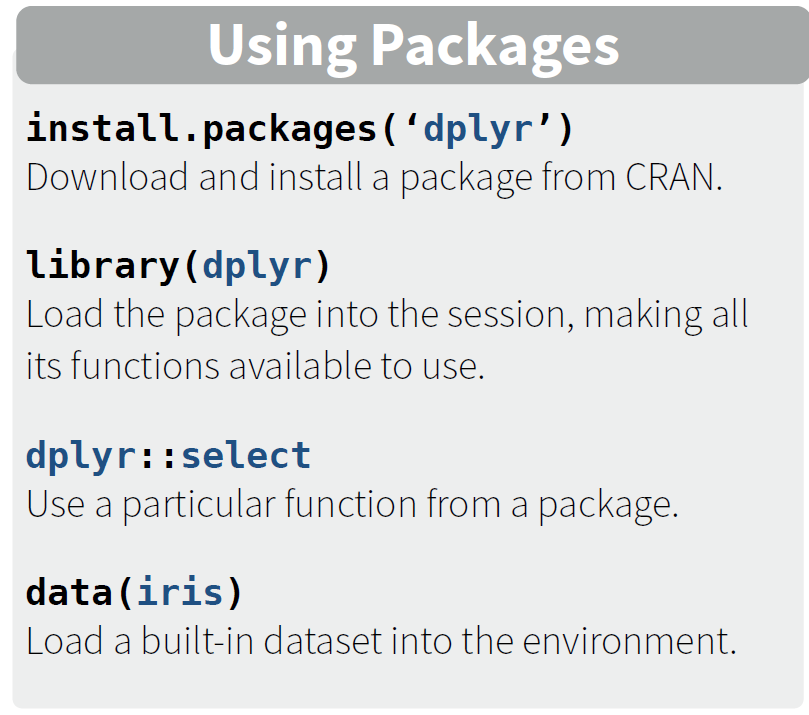 Using Packages
install.packages(‘dplyr’)
Download and install a package from CRAN.
library(dplyr)
Load the package into the session, making all
its functions available to use.
dplyr::select
Use a particular function from a package.
data(iris)
Load a built-in dataset into the environment.